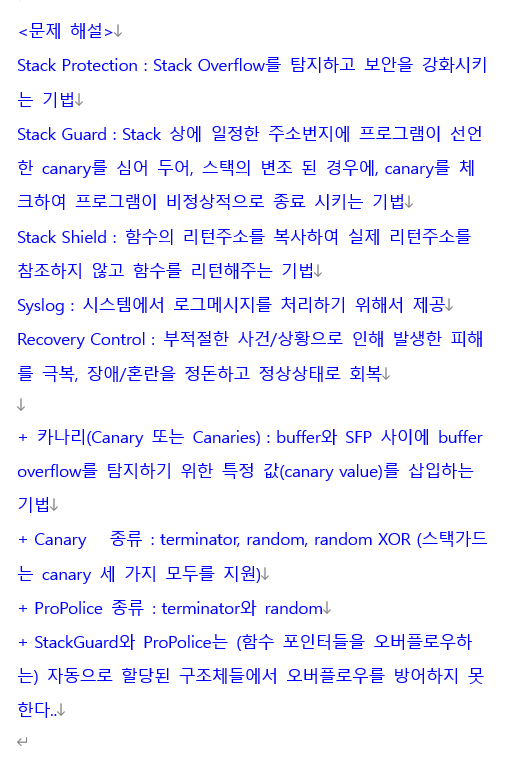 <문제 해설>↓
Stack Protection : Stack Overflow를 탐지하고 보안을 강화시키
는 기법↓
Stack Guard : Stack 상에 일정한 주소번지에 프로그램이 선언
한 canary를 심어 두어, 스택의 변조 된 경우에, canary를 체
크하여 프로그램이 비정상적으로 종료 시키는 기법↓
Stack Shield : 함수의 리턴주소를 복사하여 실제 리턴주소를
참조하지 않고 함수를 리턴해주는 기법↓
Syslog : 시스템에서 로그메시지를 처리하기 위해서 제공↓
Recovery Control : 부적절한 사건/상황으로 인해 발생한 피해
를 극복, 장애/혼란을 정돈하고 정상상태로 회복↓
↓
+ 카나리(Canary 또는 Canaries) : buffer와 SFP 사이에 buffer
overflow를 탐지하기 위한 특정 값(canary value)를 삽입하는
기법↓
+ Canary 종류 : terminator, random, random XOR (스택가드
는 canary 세 가지 모두를 지원)↓
+ ProPolice 종류 : terminator와 random↓
+ StackGuard와 ProPolice는 (함수 포인터들을 오버플로우하
는) 자동으로 할당된 구조체들에서 오버플로우를 방어하지 못
한다..↓
↵